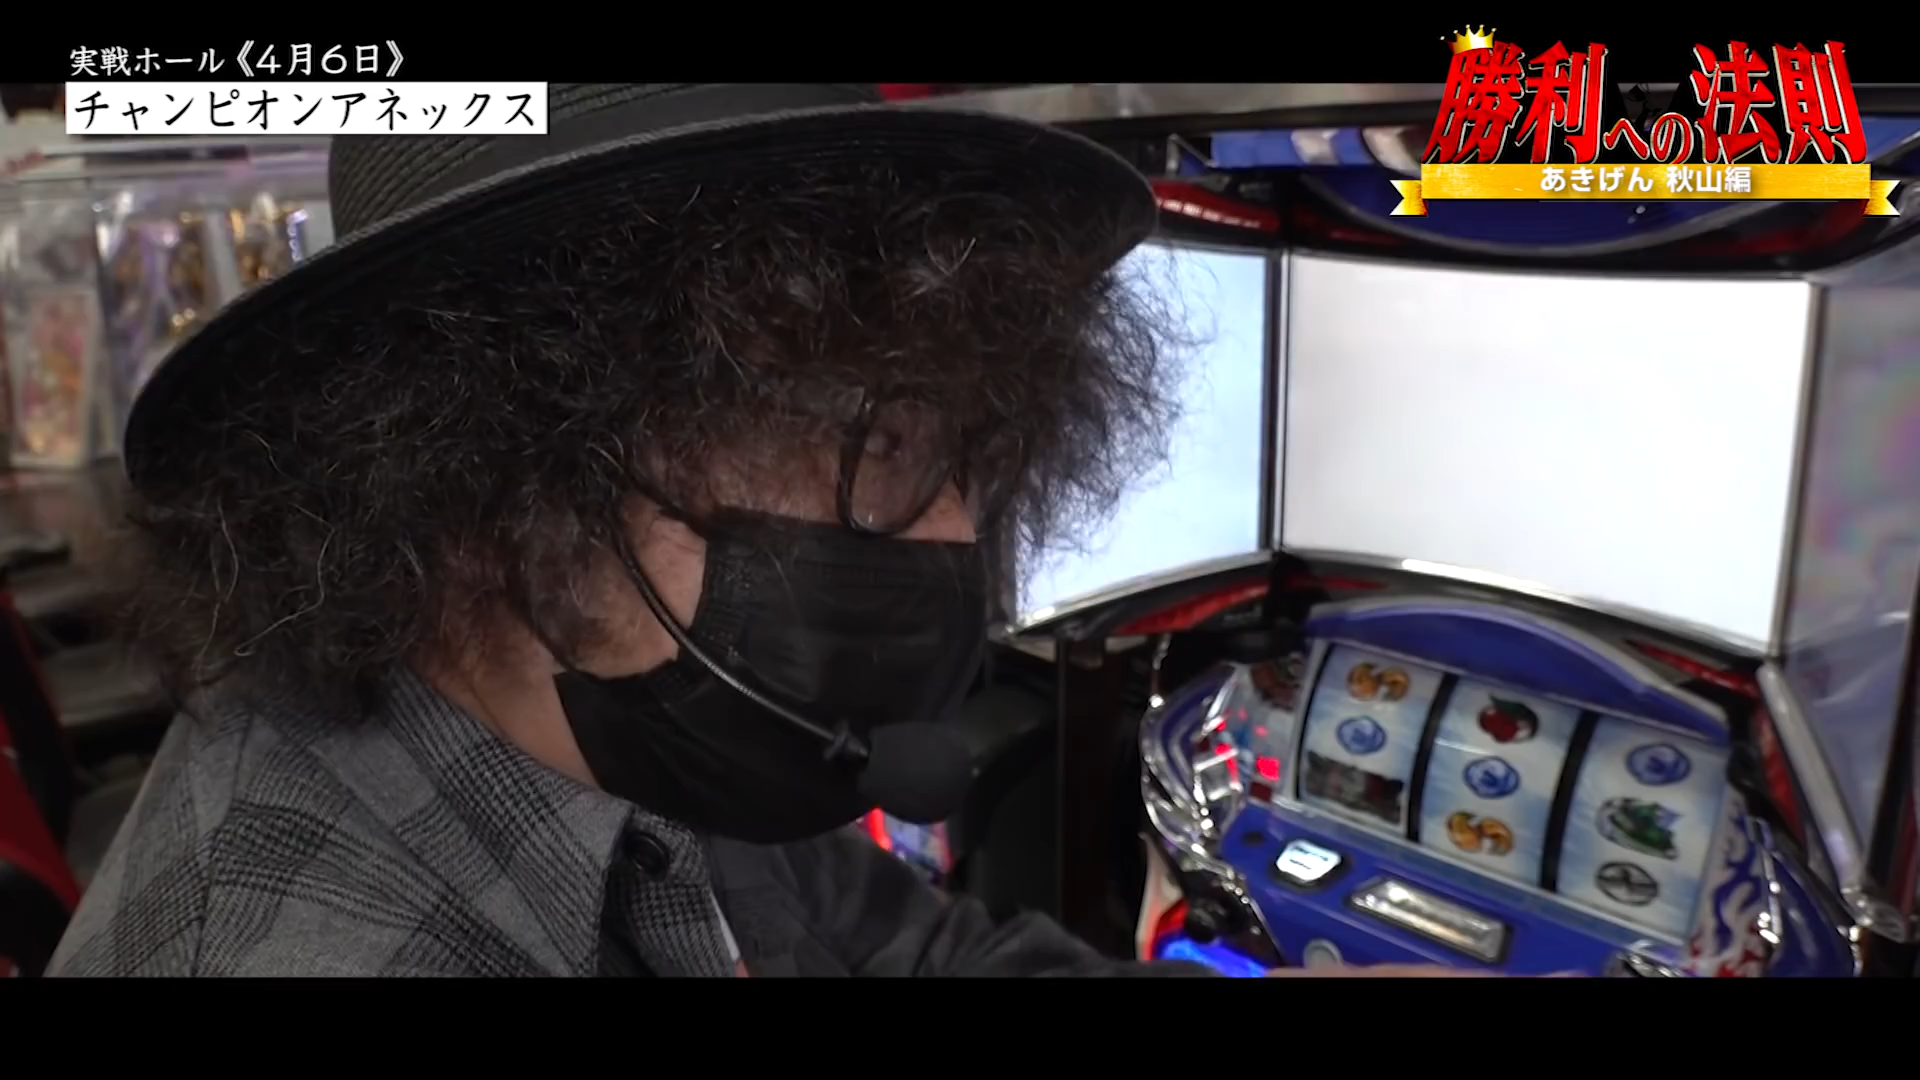 実戦ホール《4月6日》
チャンピオンアネックス
勝利への法則
あきげん 秋山編